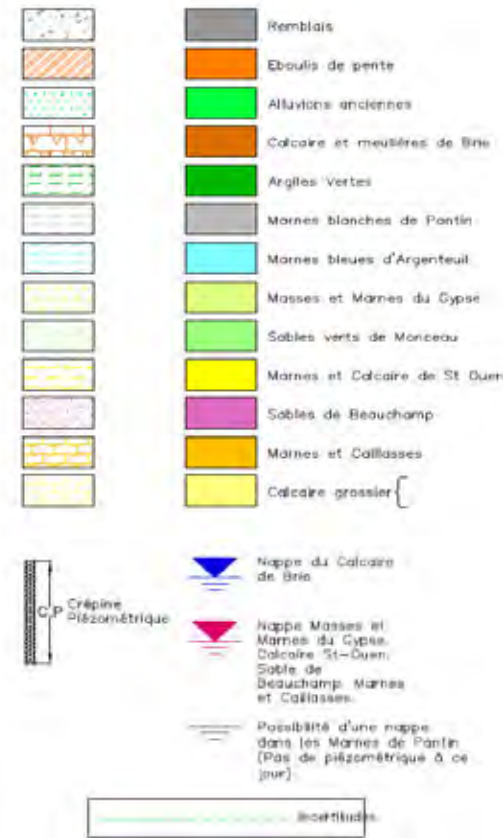 Remblais
Eboulis de pente
Alluvions anciennes
Calcaire et meulières de Brie
Argiles vertes
Marnes blanches de Pantin
Marnes bleues d'Argenteuil
Masses et Marnes du Gypse
Sables verts de Monceau
Marnes et Calcaire de St Ouen
Sables de Beauchamp
Marnes et Caillasses
Calcaire grossier
C.P
Crépine
Piézométrique
Nappe du Calcaire
de Brie
Nappe Masses et
Marnes du Gypse,
Calcaire St-Ouen,
Sable de
Beauchamp, Marnes
et Caillasses.
Possibilité d'une nappe
dans les Marnes de Pantin
(Pas de piézométrique à ce
jour)
Incertitudes